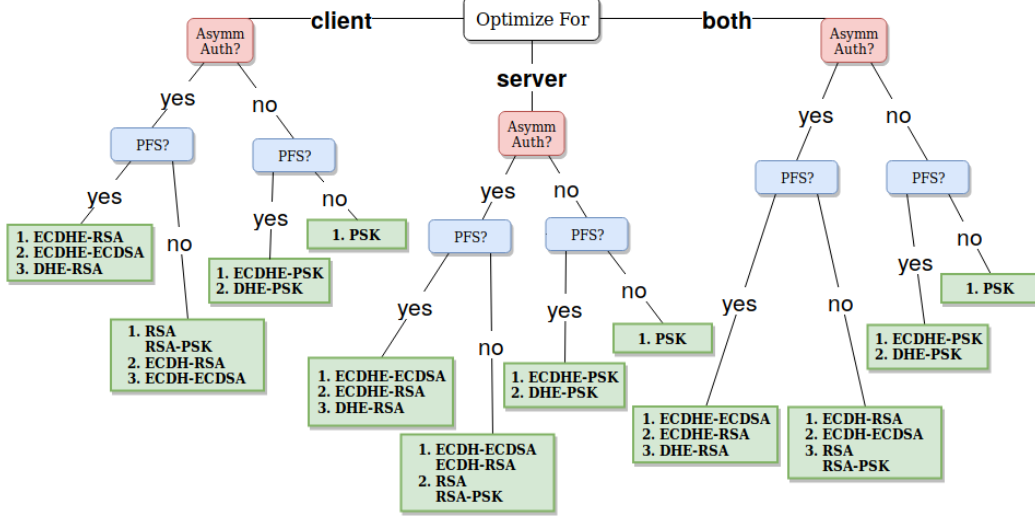 Optimize For
client
server
both
Asymm
Auth?
yes
no
PFS?
yes
no
1. ECDHE-RSA
2. ECDHE-ECDSA
3. DHE-RSA
1. RSA
RSA-PSK
2. ECDH-RSA
3. ECDH-ECDSA
PFS?
yes
no
1. ECDHE-PSK
2. DHE-PSK
1. PSK
Asymm
Auth?
yes
no
PFS?
yes
no
1. ECDHE-ECDSA
2. ECDHE-RSA
3. DHE-RSA
1. ECDH-ECDSA
ECDH-RSA
2. RSA
RSA-PSK
PFS?
yes
no
1. ECDHE-PSK
2. DHE-PSK
1. PSK
Asymm
Auth?
yes
no
PFS?
yes
no
1. ECDHE-ECDSA
2. ECDHE-RSA
3. DHE-RSA
1. ECDH-RSA
2. ECDH-ECDSA
3. RSA
RSA-PSK
PFS?
yes
no
1. ECDHE-PSK
2. DHE-PSK
1. PSK